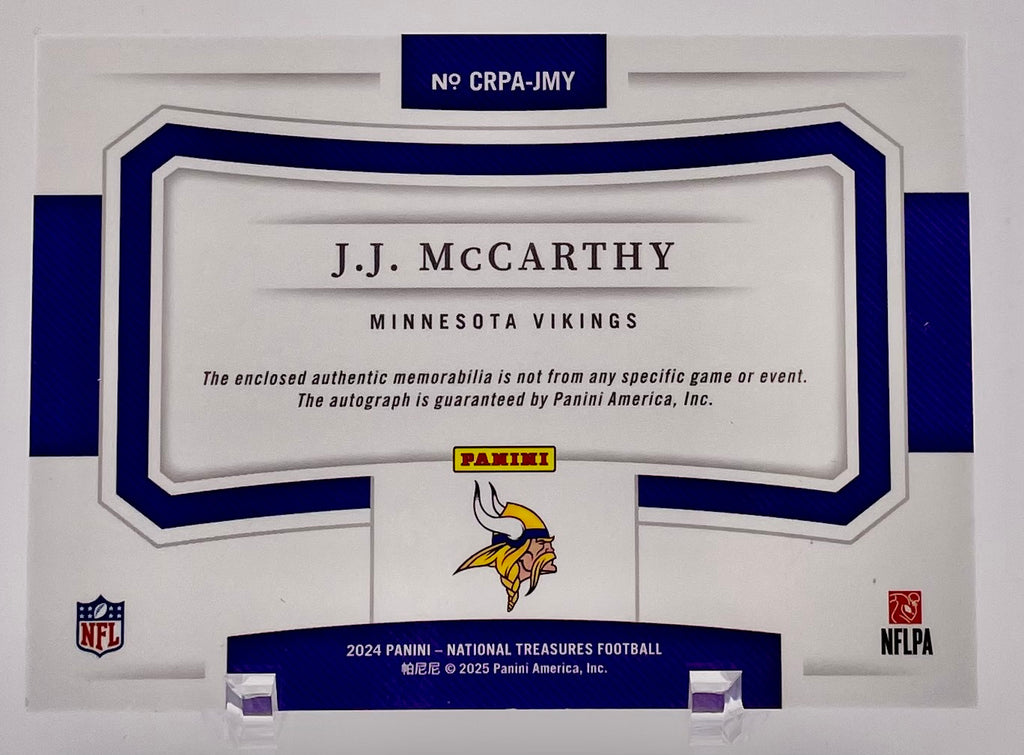 Nº CRPA-JMY
J.J. McCARTHY
MINNESOTA VIKINGS
The enclosed authentic memorabilia is not from any specific game or event.
The autograph is guaranteed by Panini America, Inc.
PANINI
NFL
NFLPA
2024 PANINI – NATIONAL TREASURES FOOTBALL
帕尼尼 © 2025 Panini America, Inc.